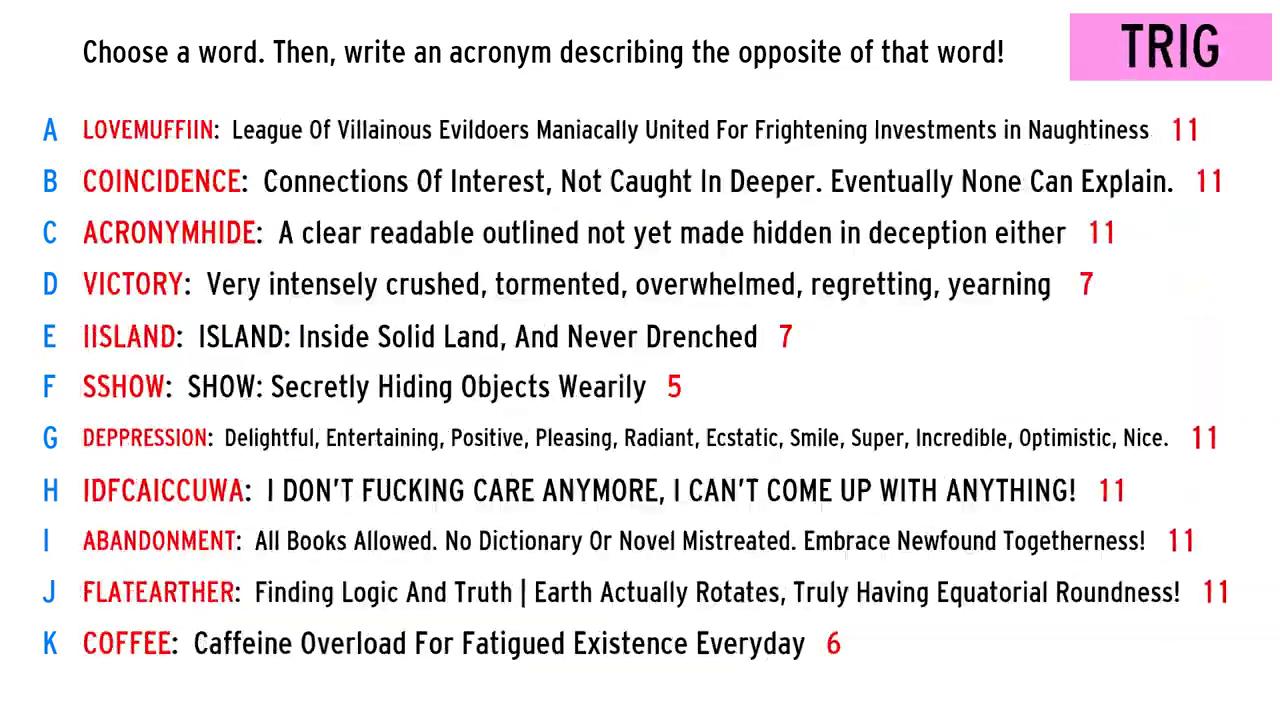 Choose a word. Then, write an acronym describing the opposite of that word!
TRIG
A LOVEMUFFIIN: League Of Villainous Evildoers Maniacally United For Frightening Investments in Naughtiness 11
B COINCIDENCE: Connections Of Interest, Not Caught In Deeper. Eventually None Can Explain. 11
C ACRONYMHIDE: A clear readable outlined not yet made hidden in deception either 11
D VICTORY: Very intensely crushed, tormented, overwhelmed, regretting, yearning 7
E IISLAND: ISLAND: Inside Solid Land, And Never Drenched 7
F SSHOW: SHOW: Secretly Hiding Objects Wearily 5
G DEPPRESSION: Delightful, Entertaining, Positive, Pleasing, Radiant, Ecstatic, Smile, Super, Incredible, Optimistic, Nice. 11
H IDFCAICCUWA: I DON'T FUCKING CARE ANYMORE, I CAN'T COME UP WITH ANYTHING! 11
I ABANDONMENT: All Books Allowed. No Dictionary Or Novel Mistreated. Embrace Newfound Togetherness! 11
J FLATEARTHER: Finding Logic And Truth | Earth Actually Rotates, Truly Having Equatorial Roundness! 11
K COFFEE: Caffeine Overload For Fatigued Existence Everyday 6